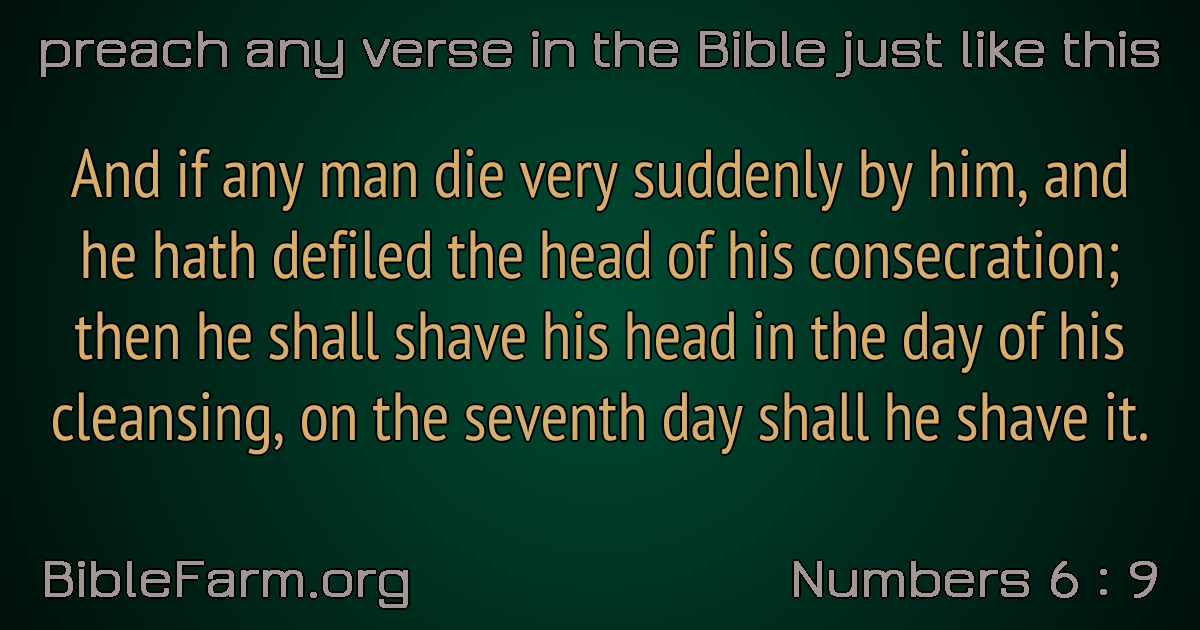 preach any verse in the Bible just like this
And if any man die very suddenly by him, and
he hath defiled the head of his consecration;
then he shall shave his head in the day of his
cleansing, on the seventh day shall he shave it.
BibleFarm.org
Numbers 6 : 9